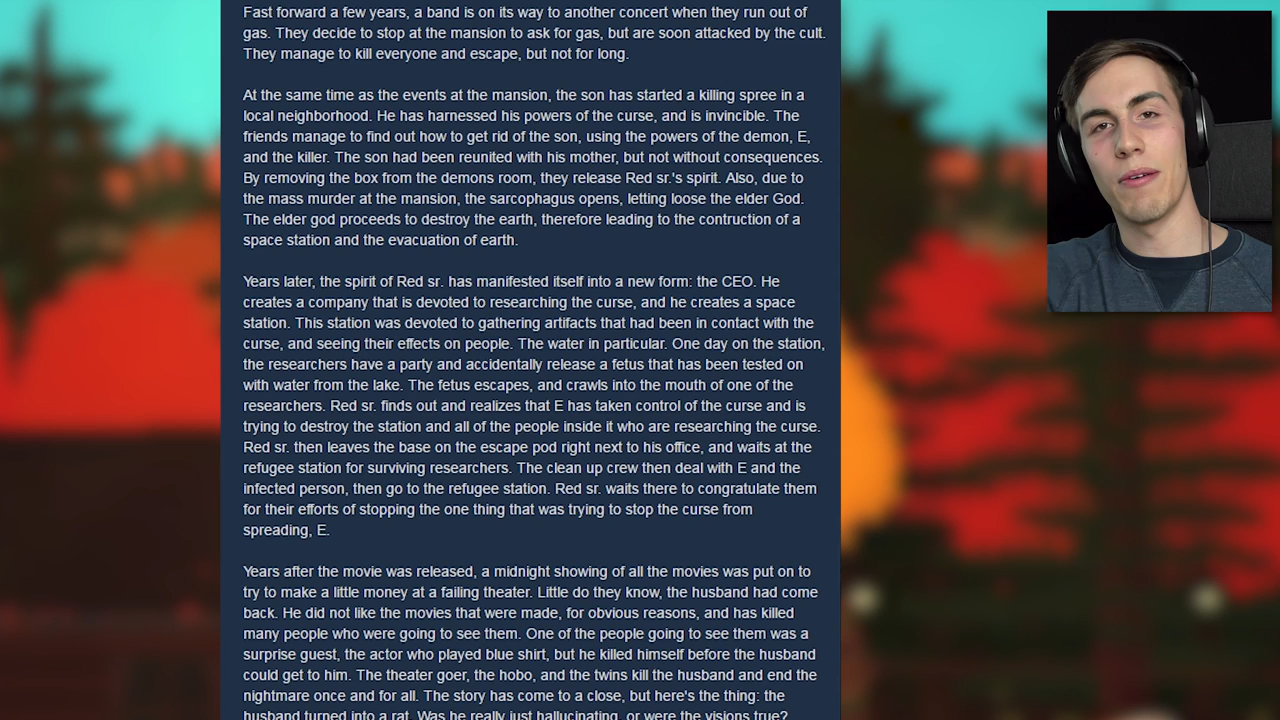 Fast forward a few years, a band is on its way to another concert when they run out of
gas. They decide to stop at the mansion to ask for gas, but are soon attacked by the cult.
They manage to kill everyone and escape, but not for long.
At the same time as the events at the mansion, the son has started a killing spree in a
local neighborhood. He has harnessed his powers of the curse, and is invincible. The
friends manage to find out how to get rid of the son, using the powers of the demon, E,
and the killer. The son had been reunited with his mother, but not without consequences.
By removing the box from the demons room, they release Red sr.'s spirit. Also, due to
the mass murder at the mansion, the sarcophagus opens, letting loose the elder God.
The elder god proceeds to destroy the earth, therefore leading to the contruction of a
space station and the evacuation of earth.
Years later, the spirit of Red sr. has manifested itself into a new form: the CEO. He
creates a company that is devoted to researching the curse, and he creates a space
station. This station was devoted to gathering artifacts that had been in contact with the
curse, and seeing their effects on people. The water in particular. One day on the station,
the researchers have a party and accidentally release a fetus that has been tested on
with water from the lake. The fetus escapes, and crawls into the mouth of one of the
researchers. Red sr. finds out and realizes that E has taken control of the curse and is
trying to destroy the station and all of the people inside it who are researching the curse.
Red sr. then leaves the base on the escape pod right next to his office, and waits at the
refugee station for surviving researchers. The clean up crew then deal with E and the
infected person, then go to the refugee station. Red sr. waits there to congratulate them
for their efforts of stopping the one thing that was trying to stop the curse from
spreading, E.
Years after the movie was released, a midnight showing of all the movies was put on to
try to make a little money at a failing theater. Little do they know, the husband had come
back. He did not like the movies that were made, for obvious reasons, and has killed
many people who were going to see them. One of the people going to see them was a
surprise guest, the actor who played blue shirt, but he killed himself before the husband
could get to him. The theater goer, the hobo, and the twins kill the husband and end the
nightmare once and for all. The story has come to a close, but here's the thing: the
husband turned into a rat. Was he really just hallucinating, or were the visions true?